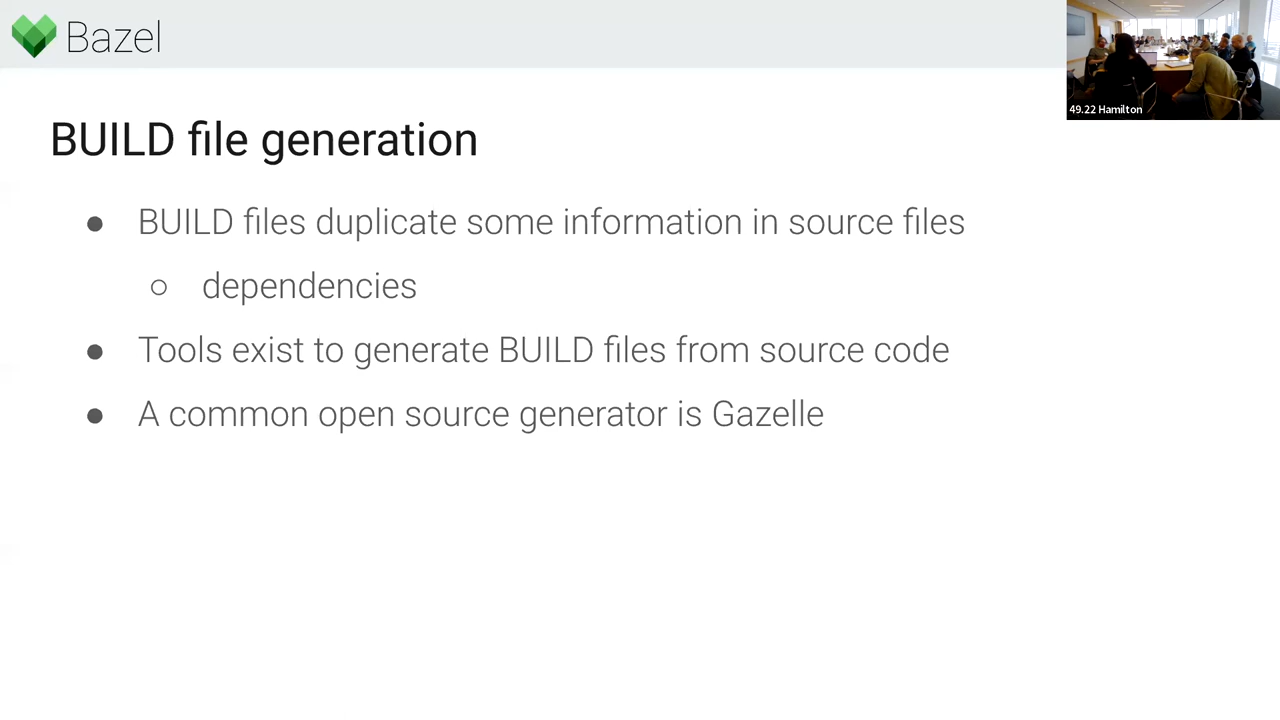 Bazel
49.22 Hamilton
BUILD file generation
● BUILD files duplicate some information in source files
○ dependencies
● Tools exist to generate BUILD files from source code
● A common open source generator is Gazelle